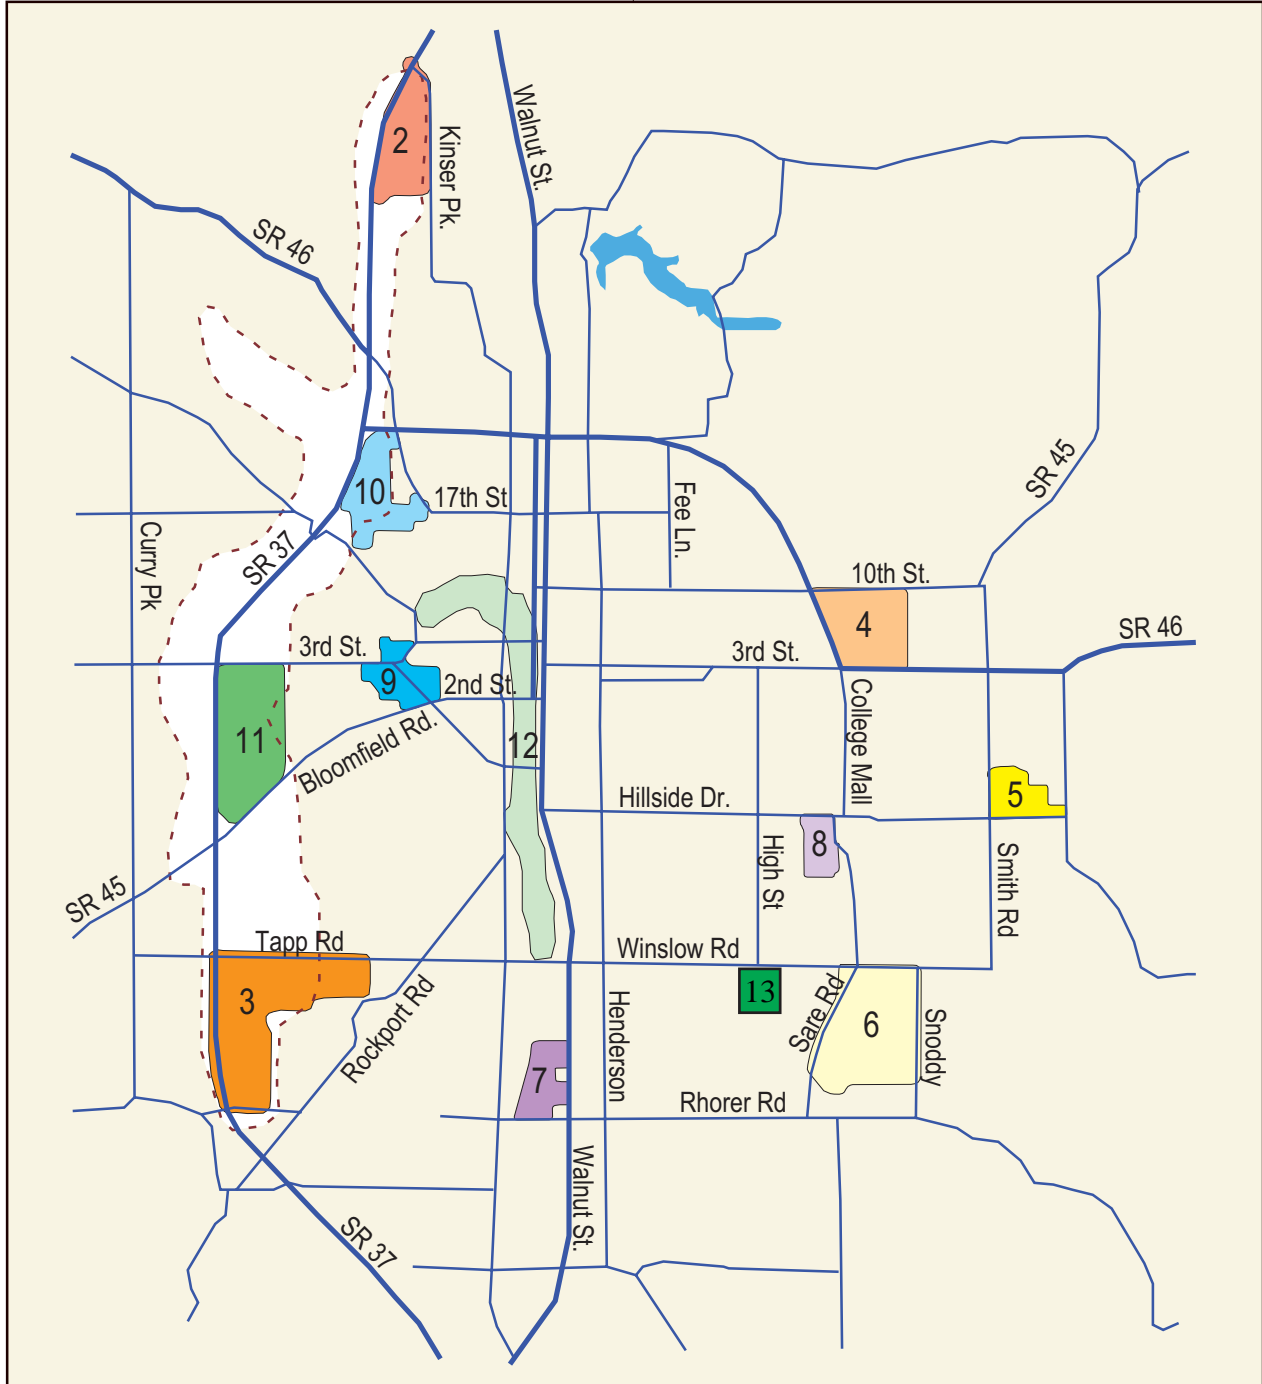 Walnut St.
2
Kinser Pk.
SR 46
SR 45
10
17th St
Fee Ln.
Curry Pk
SR 37
10th St.
4
SR 46
3rd St.
3rd St.
9
2nd St.
College Mall
11
Bloomfield Rd.
12
Hillside Dr.
5
8
High St
Smith Rd
SR 45
Tapp Rd
Winslow Rd
3
13
Rockport Rd
Henderson
Sare Rd
6
Snoddy
7
Rhorer Rd
Walnut St.
SR 37